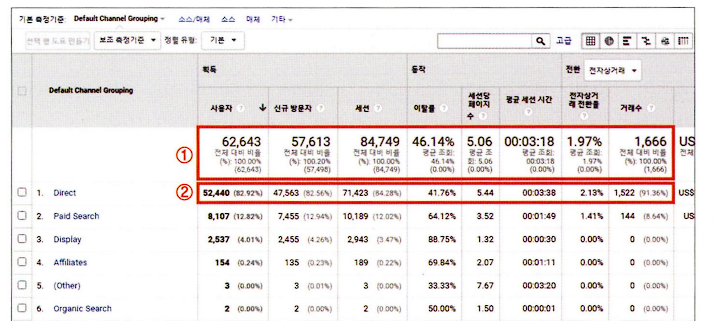 기본 측정기준: Default Channel Grouping 소스/매체 소스 매체 기타
선택 행 도표 만들기 보조 측정기준 정렬 유형: 기본 고급
Default Channel Grouping 획득 동작 전환 전자상거래
사용자 ? 신규 방문자 ? 세션 ? 이탈률 ? 세션당 페이지수 ? 평균 세션 시간 ? 전자상거래 전환율 ? 거래수 ?
① 62,643 57,613 84,749 46.14% 5.06 00:03:18 1.97% 1,666 US
전체 대비 비율 (%): 100.00% (62,643) 전체 대비 비율 (%): 100.20% (57,498) 전체 대비 비율 (%): 100.00% (84,749) 평균 조회: 46.14% (0.00%) 평균 조회: 5.06 (0.00%) 평균 조회: 00:03:18 (0.00%) 평균 조회: 1.97% (0.00%) 전체 대비 비율 (%): 100.00% (1,666) 전체
② 1. Direct 52,440 (82.92%) 47,563 (82.56%) 71,423 (84.28%) 41.76% 5.44 00:03:38 2.13% 1,522 (91.36%) US$
2. Paid Search 8,107 (12.82%) 7,455 (12.94%) 10,189 (12.02%) 64.12% 3.52 00:01:49 1.41% 144 (8.64%) US
3. Display 2,537 (4.01%) 2,455 (4.26%) 2,943 (3.47%) 88.75% 1.32 00:00:30 0.00% 0 (0.00%)
4. Affiliates 154 (0.24%) 135 (0.23%) 189 (0.22%) 69.84% 2.07 00:01:11 0.00% 0 (0.00%)
5. (Other) 3 (0.00%) 3 (0.01%) 3 (0.00%) 33.33% 7.67 00:03:20 0.00% 0 (0.00%)
6. Organic Search 2 (0.00%) 2 (0.00%) 2 (0.00%) 50.00% 1.50 00:00:01 0.00% 0 (0.00%)